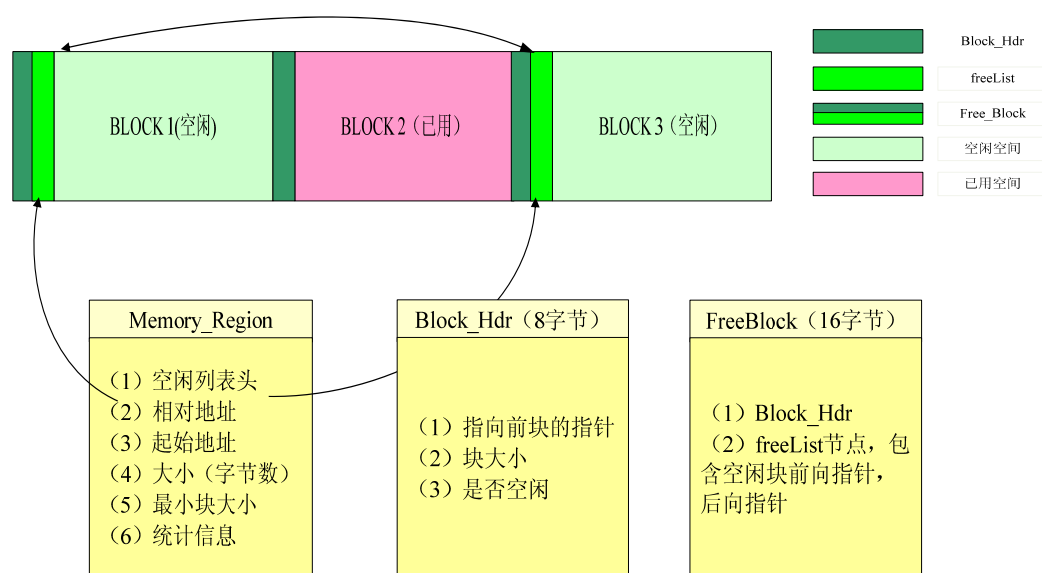 BLOCK 1(空闲)
BLOCK 2（已用）
BLOCK 3（空闲）
Block_Hdr
freeList
Free_Block
空闲空间
已用空间
Memory_Region
（1）空闲列表头
（2）相对地址
（3）起始地址
（4）大小（字节数）
（5）最小块大小
（6）统计信息
Block_Hdr（8字节）
（1）指向前块的指针
（2）块大小
（3）是否空闲
FreeBlock（16字节）
（1）Block_Hdr
（2）freeList节点，包
含空闲块前向指针，
后向指针